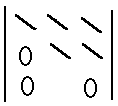 | \ \ \ |
| 0 \ \ |
| 0 0 |